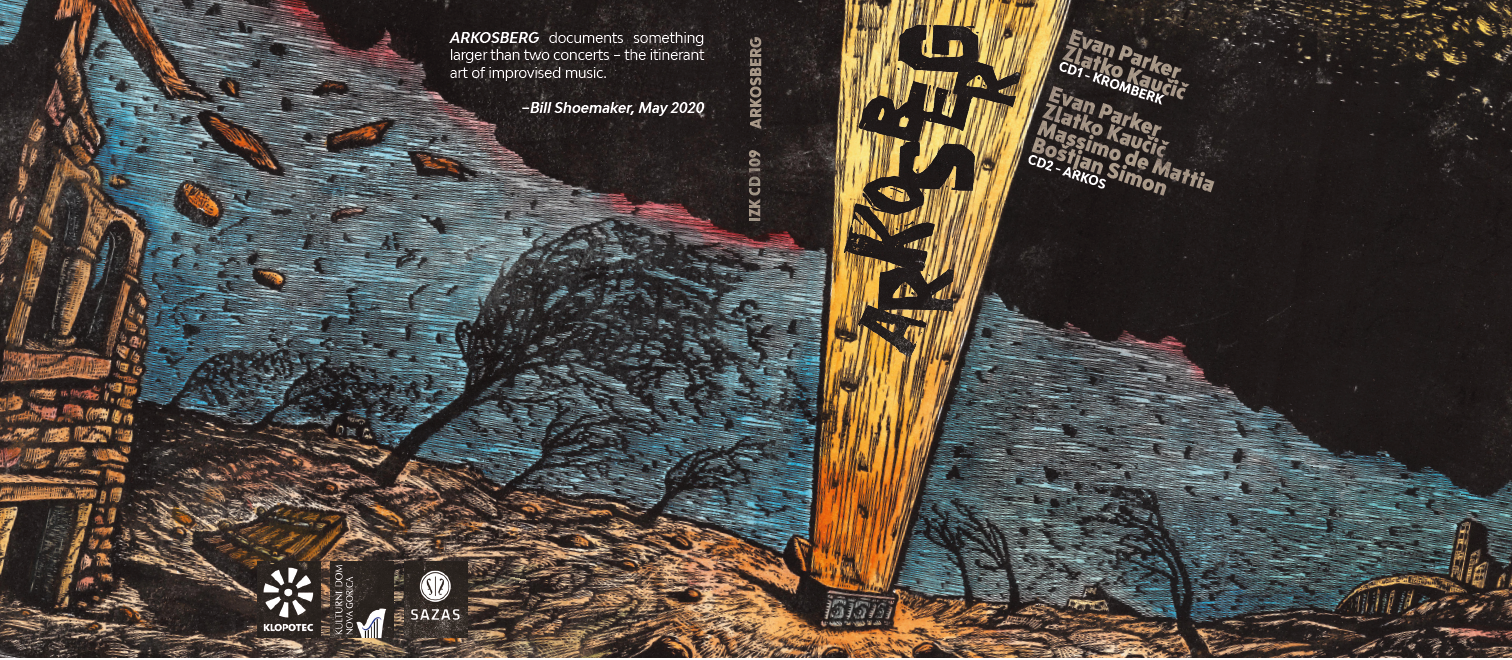 ARKOSBERG documents something
larger than two concerts – the itinerant
art of improvised music.
–Bill Shoemaker, May 2020
IZK CD 109 ARKOSBERG
ARKOSBERG
Evan Parker
Zlatko Kaučič
CD1 - KROMBERK
Evan Parker
Zlatko Kaučič
Massimo de Mattia
Boštjan Simon
CD2 - ARKOS
KLOPOTEC
KULTURNI DOM
NOVA GORICA
SAZAS